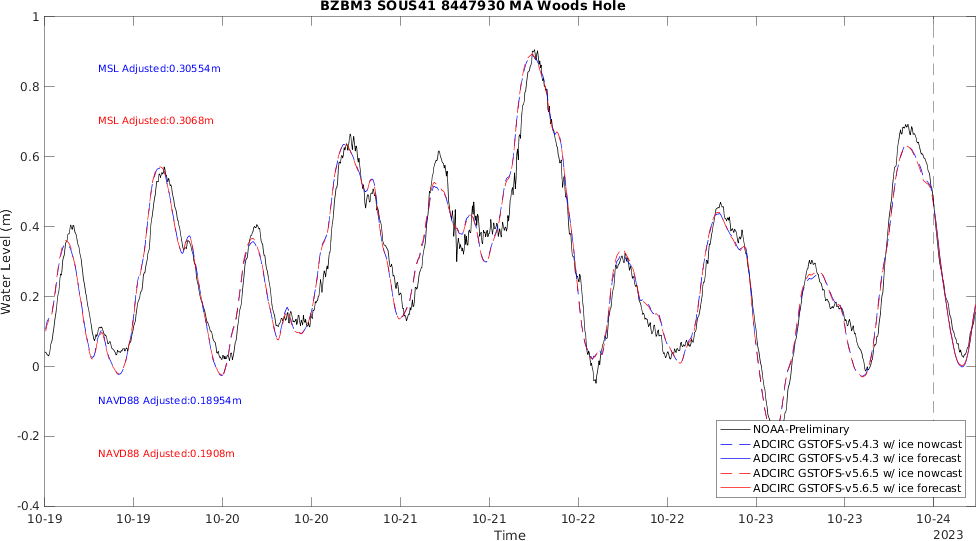 BZBM3 SOUS41 8447930 MA Woods Hole
1
0.8
0.6
0.4
0.2
0
-0.2
-0.4
Water Level (m)
MSL Adjusted:0.30554m
MSL Adjusted:0.3068m
NAVD88 Adjusted:0.18954m
NAVD88 Adjusted:0.1908m
NOAA-Preliminary
ADCIRC GSTOFS-v5.4.3 w/ ice nowcast
ADCIRC GSTOFS-v5.4.3 w/ ice forecast
ADCIRC GSTOFS-v5.6.5 w/ ice nowcast
ADCIRC GSTOFS-v5.6.5 w/ ice forecast
10-19 10-19 10-20 10-20 10-21 10-21 10-22 10-22 10-23 10-23 10-24
2023
Time